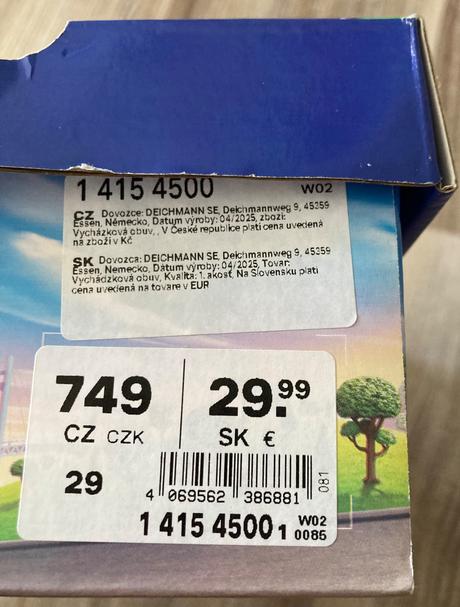 1 415 4500 W02
CZ Dovozce: DEICHMANN SE, Deichmannweg 9, 45359
Essen, Německo, Datum výroby: 04/2025, zboží:
Vycházková obuv, , V České republice platí cena uvedená
na zboží v Kč
SK Dovozca: DEICHMANN SE, Deichmannweg 9, 45359
Essen, Nemecko, Dátum výroby: 04/2025, Tovar:
Vychádzková obuv, Kvalita: 1. akosť, Na Slovensku platí
cena uvedená na tovare v EUR
749 29.99
CZ CZK SK €
29
4 069562 386881 081
1 415 4500 1 W02
0085